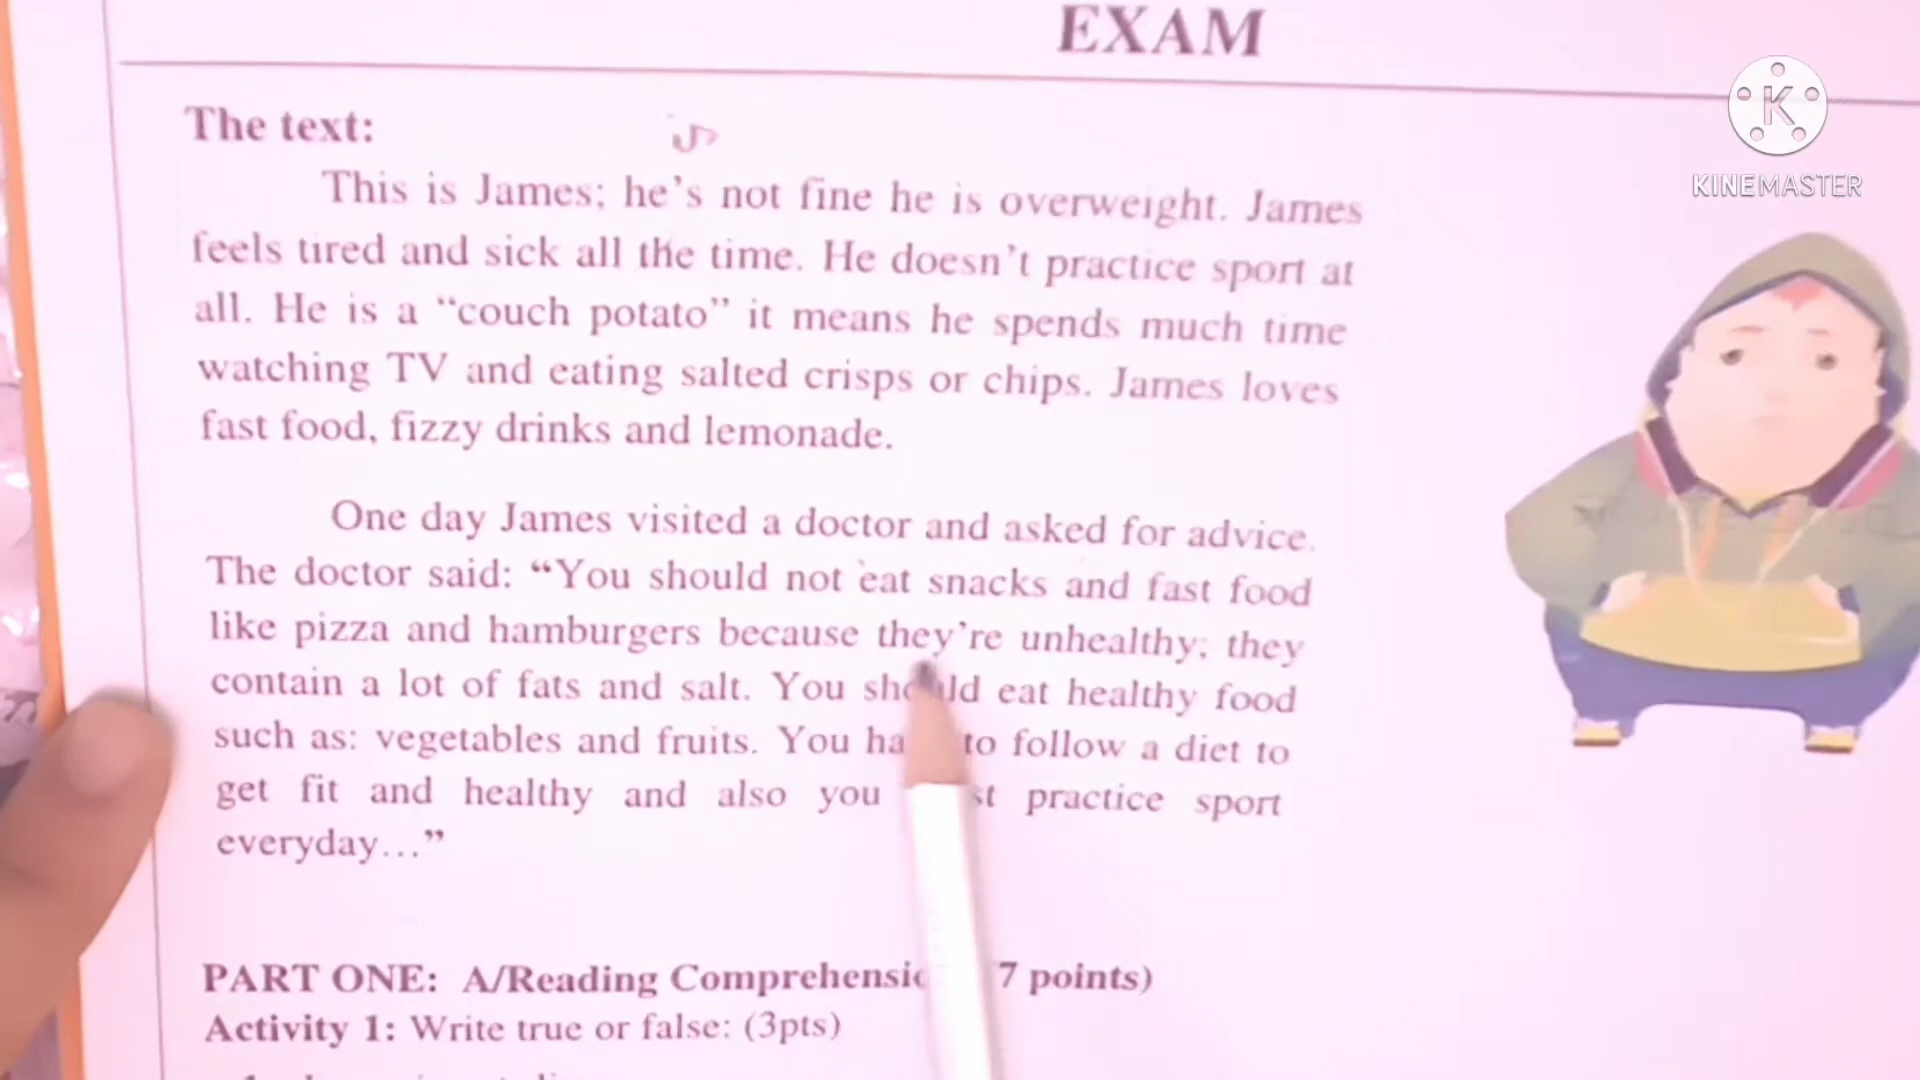 EXAM
KINEMASTER
The text:
This is James; he's not fine he is overweight. James
feels tired and sick all the time. He doesn't practice sport at
all. He is a “couch potato” it means he spends much time
watching TV and eating salted crisps or chips. James loves
fast food, fizzy drinks and lemonade.
One day James visited a doctor and asked for advice.
The doctor said: “You should not eat snacks and fast food
like pizza and hamburgers because they're unhealthy; they
contain a lot of fats and salt. You should eat healthy food
such as: vegetables and fruits. You to follow a diet to
get fit and healthy and also you practice sport
everyday...”
PART ONE: A/Reading 7 points)
Activity 1: Write true or false: (3pts)